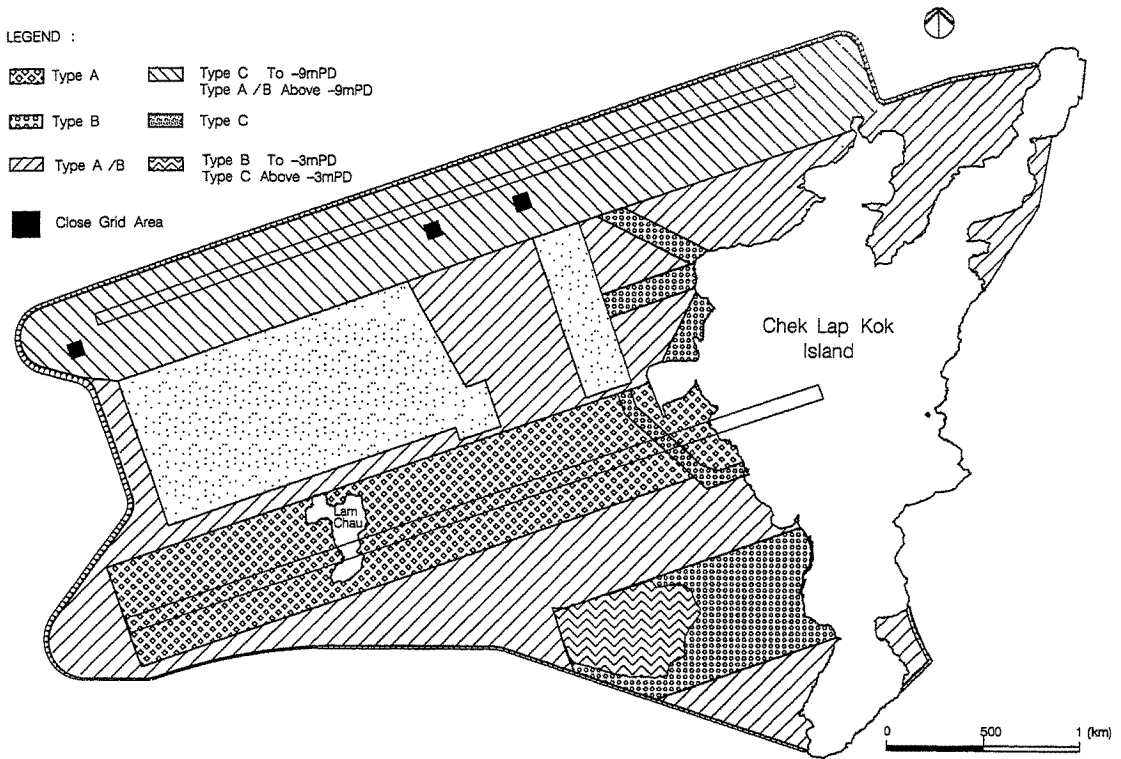 LEGEND :
Type A
Type C To -9mPD
Type A /B Above -9mPD
Type B
Type C
Type A /B
Type B To -3mPD
Type C Above -3mPD
Close Grid Area
Chek Lap Kok
Island
Lam
Chau
0 500 1 (km)